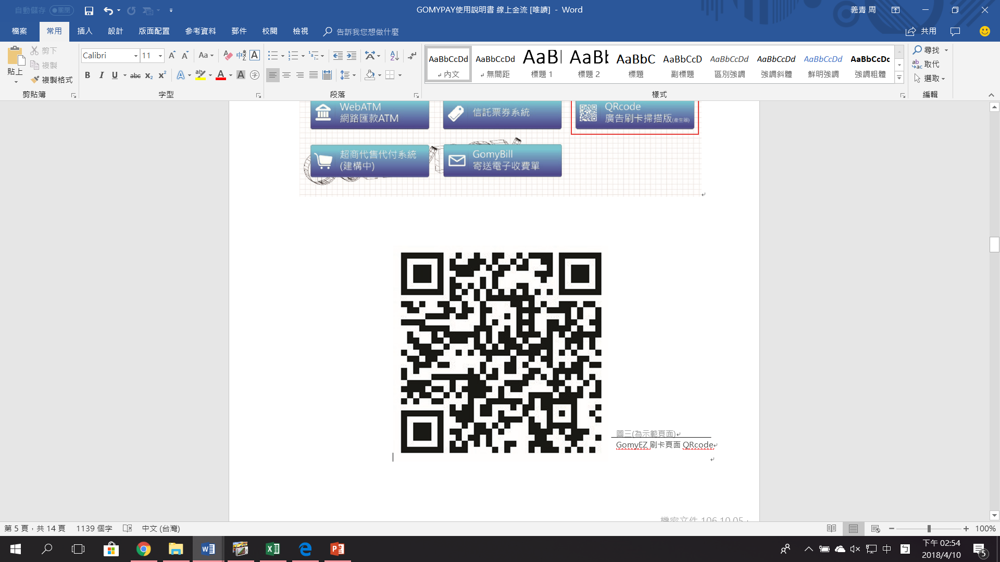 自動儲存 關閉
GOMYPAY使用說明書 線上金流 [唯讀] - Word
義青 周
檔案 常用 插入 設計 版面配置 參考資料 郵件 校閱 檢視 告訴我您想做什麼 共用
貼上
剪下
複製
複製格式
剪貼簿
Calibri 11 Aa
字型
段落
AaBbCcDd AaBbCcDd AaBl AaBt AaBbC AaBbCcD AaBbCcDd AaBbCcDd AaBbCcDd AaBbCcDc
內文 無間距 標題 1 標題 2 標題 副標題 區別強調 強調斜體 鮮明強調 強調粗體
樣式
尋找
取代
選取
編輯
WebATM
網路匯款ATM
信託票券系統
QRcode
廣告刷卡掃描版(產生器)
超商代售代付系統
(建構中)
GomyBill
寄送電子收費單
圖三(為示範頁面)
GomyEZ 刷卡頁面 QRcode
機密文件 106.10.05
第 5 頁，共 14 頁 1139 個字 中文 (台灣) 100%
中
下午 02:54
2018/4/10
5